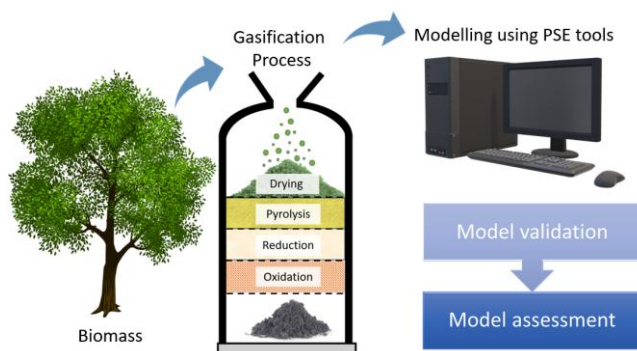 Gasification
Process
Modelling using PSE tools
Drying
Pyrolysis
Reduction
Oxidation
Biomass
Model validation
Model assessment